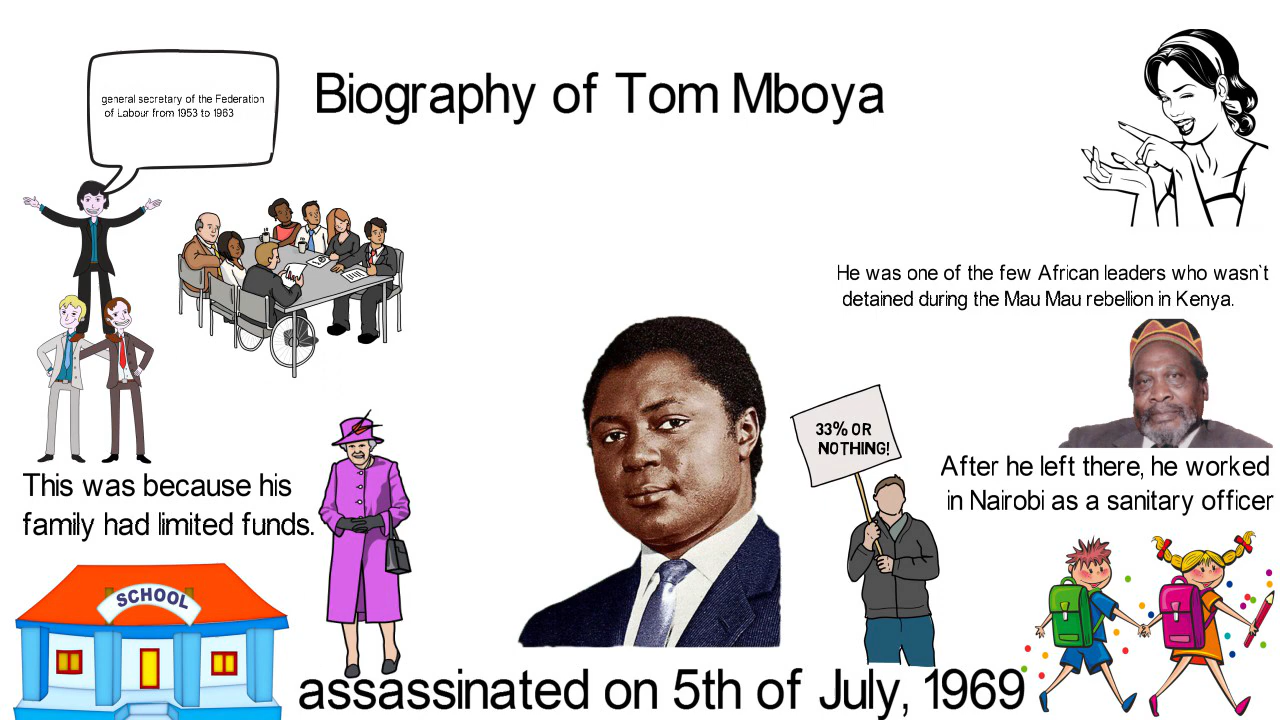 Biography of Tom Mboya
general secretary of the Federation
of Labour from 1953 to 1963
He was one of the few African leaders who wasn`t
detained during the Mau Mau rebellion in Kenya.
33% OR
NOTHING!
After he left there, he worked
in Nairobi as a sanitary officer
This was because his
family had limited funds.
SCHOOL
assassinated on 5th of July, 1969